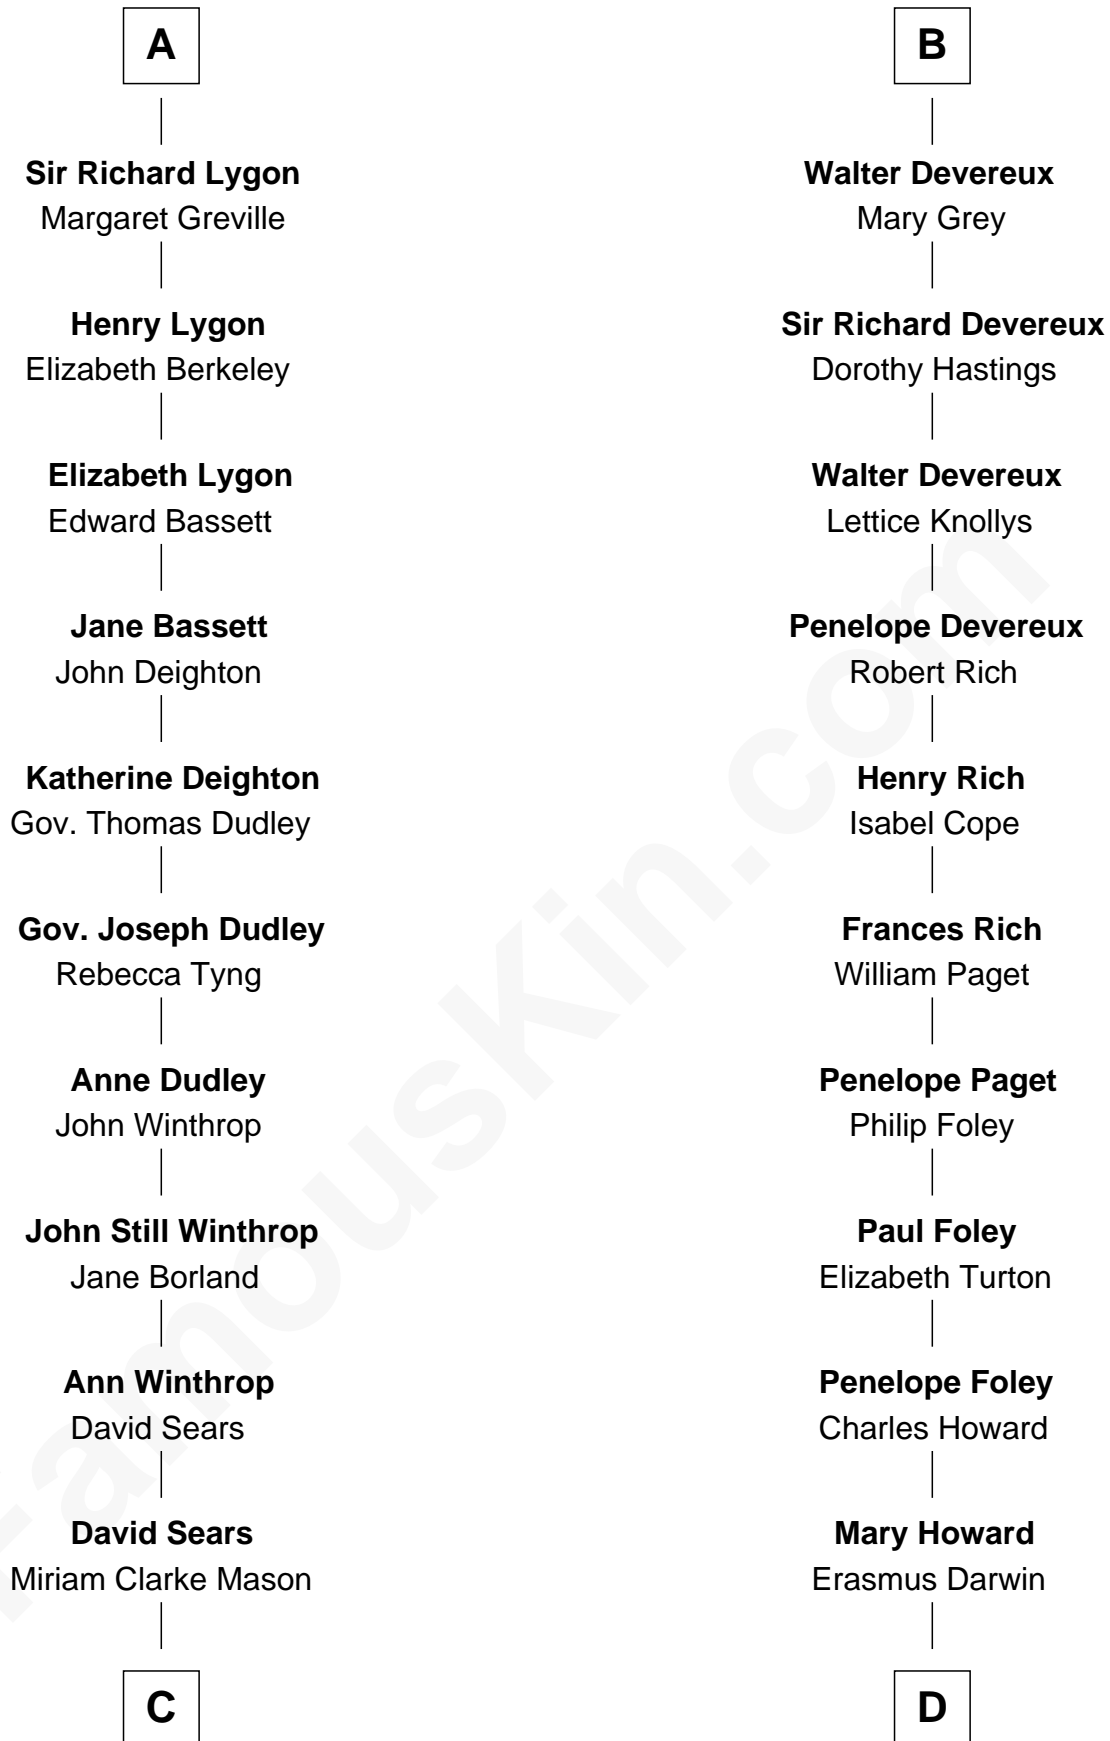 A
Sir Richard Lygon
Margaret Greville
Henry Lygon
Elizabeth Berkeley
Elizabeth Lygon
Edward Bassett
Jane Bassett
John Deighton
Katherine Deighton
Gov. Thomas Dudley
Gov. Joseph Dudley
Rebecca Tyng
Anne Dudley
John Winthrop
John Still Winthrop
Jane Borland
Ann Winthrop
David Sears
David Sears
Miriam Clarke Mason
C
B
Walter Devereux
Mary Grey
Sir Richard Devereux
Dorothy Hastings
Walter Devereux
Lettice Knollys
Penelope Devereux
Robert Rich
Henry Rich
Isabel Cope
Frances Rich
William Paget
Penelope Paget
Philip Foley
Paul Foley
Elizabeth Turton
Penelope Foley
Charles Howard
Mary Howard
Erasmus Darwin
D
FamousKin.com